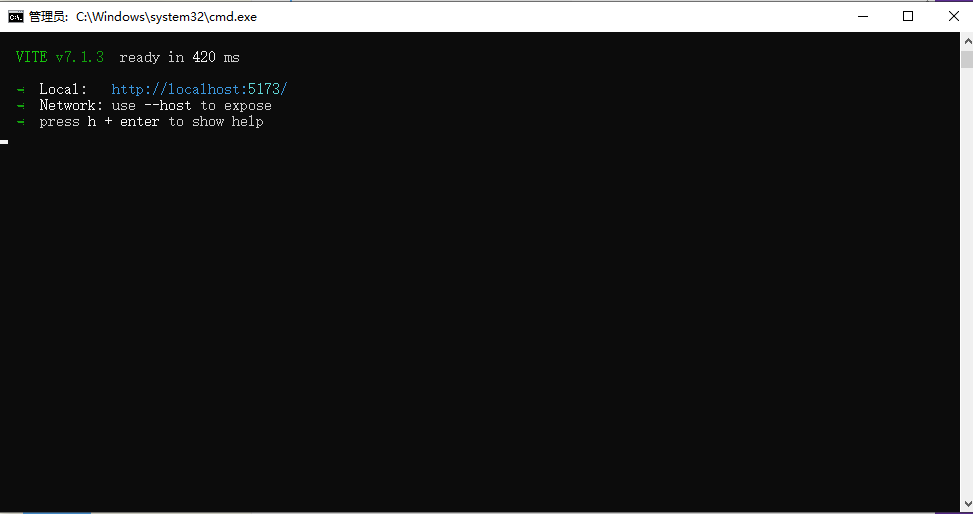 管理员: C:\Windows\system32\cmd.exe
VITE v7.1.3 ready in 420 ms
➜ Local: http://localhost:5173/
➜ Network: use --host to expose
➜ press h + enter to show help